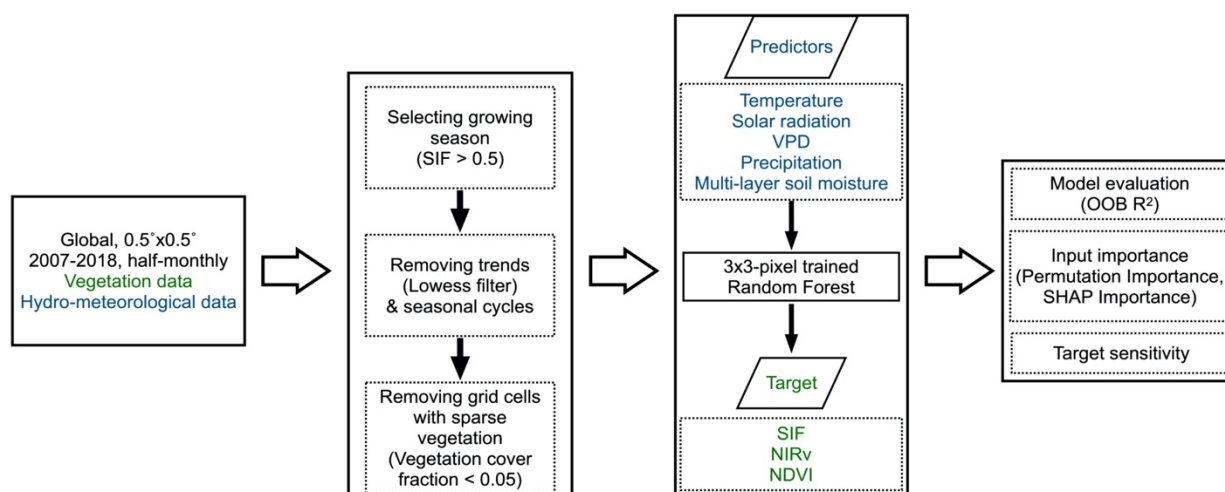 Global, 0.5˚x0.5˚
2007-2018, half-monthly
Vegetation data
Hydro-meteorological data
Selecting growing
season
(SIF > 0.5)
Removing trends
(Lowess filter)
& seasonal cycles
Removing grid cells
with sparse
vegetation
(Vegetation cover
fraction < 0.05)
Predictors
Temperature
Solar radiation
VPD
Precipitation
Multi-layer soil moisture
3x3-pixel trained
Random Forest
Target
SIF
NIRv
NDVI
Model evaluation
(OOB R²)
Input importance
(Permutation Importance,
SHAP Importance)
Target sensitivity